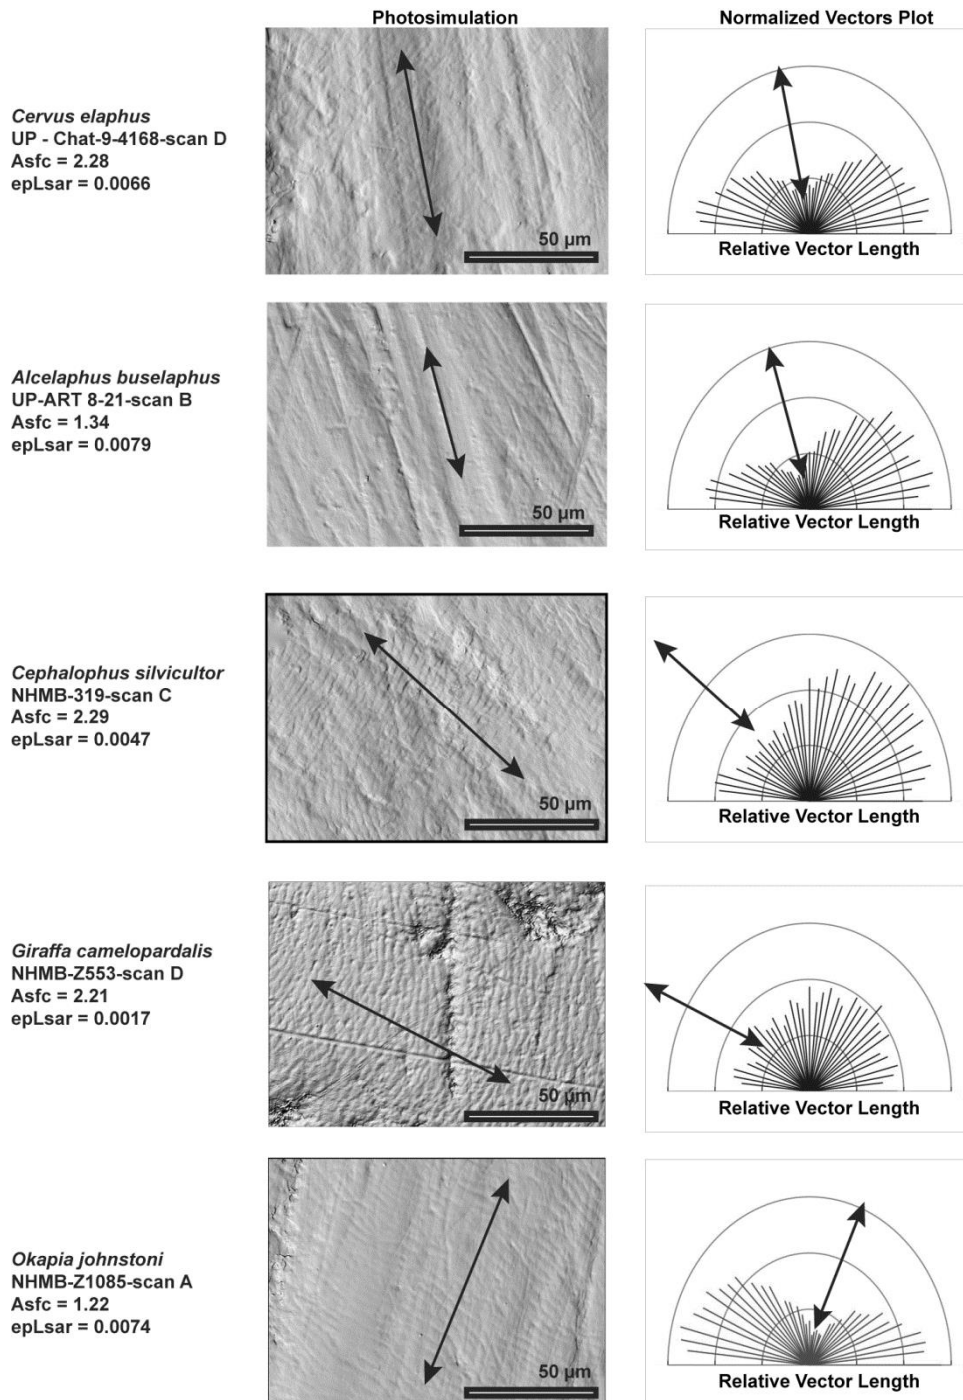 Photosimulation
Normalized Vectors Plot
Cervus elaphus
UP - Chat-9-4168-scan D
Asfc = 2.28
epLsar = 0.0066
50 µm
Relative Vector Length
Alcelaphus buselaphus
UP-ART 8-21-scan B
Asfc = 1.34
epLsar = 0.0079
50 µm
Relative Vector Length
Cephalophus silvicultor
NHMB-319-scan C
Asfc = 2.29
epLsar = 0.0047
50 µm
Relative Vector Length
Giraffa camelopardalis
NHMB-Z553-scan D
Asfc = 2.21
epLsar = 0.0017
50 µm
Relative Vector Length
Okapia johnstoni
NHMB-Z1085-scan A
Asfc = 1.22
epLsar = 0.0074
50 µm
Relative Vector Length